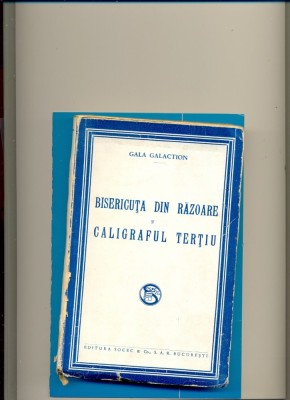 GALA GALACTION
BISERICUȚA DIN RĂZOARE
CALIGRAFUL TERȚIU
EDITURA SOCEC & Co., S. A. R. BUCUREȘTI